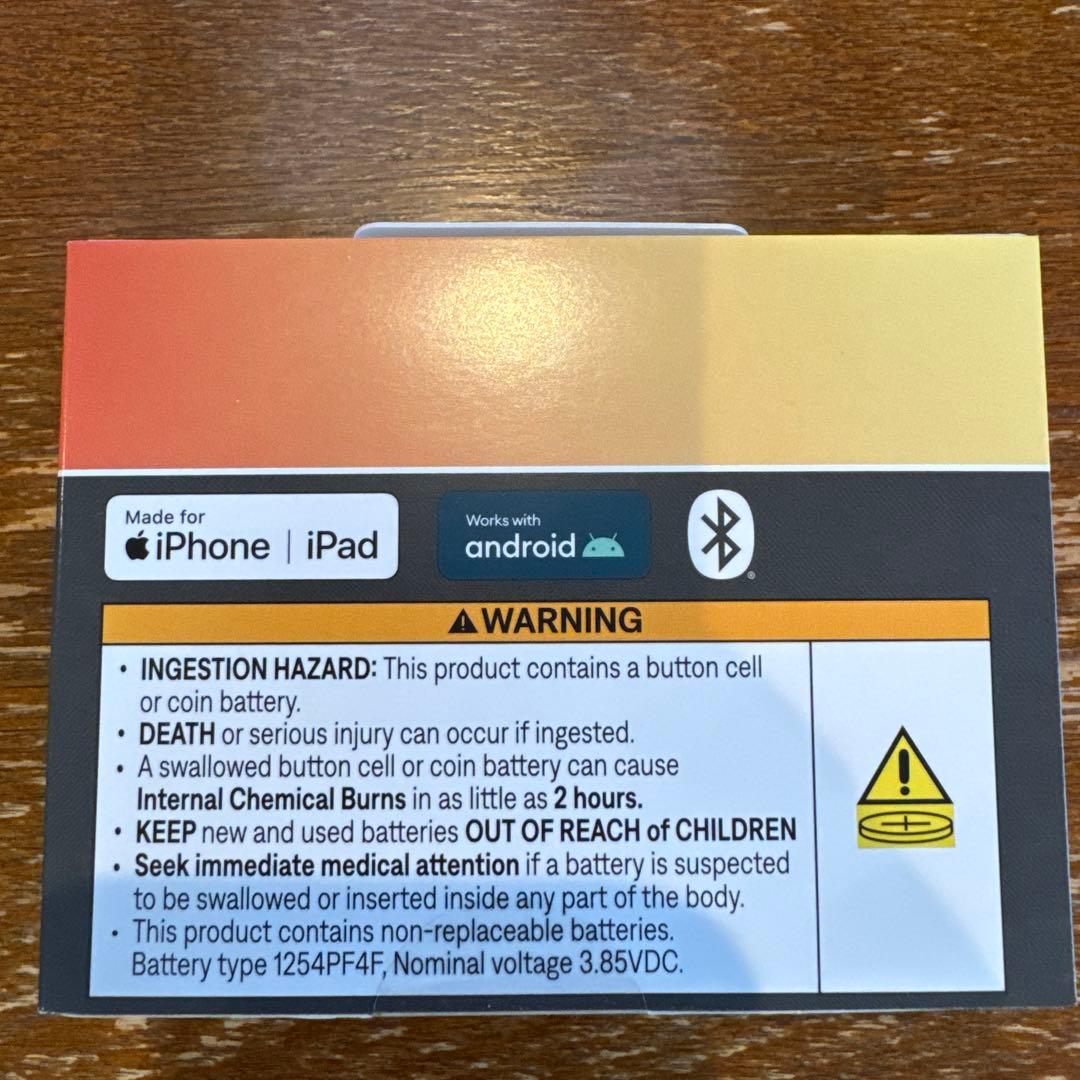 Made for
iPhone | iPad
Works with
android
®
WARNING
• INGESTION HAZARD: This product contains a button cell
or coin battery.
• DEATH or serious injury can occur if ingested.
• A swallowed button cell or coin battery can cause
Internal Chemical Burns in as little as 2 hours.
• KEEP new and used batteries OUT OF REACH of CHILDREN
• Seek immediate medical attention if a battery is suspected
to be swallowed or inserted inside any part of the body.
• This product contains non-replaceable batteries.
Battery type 1254PF4F, Nominal voltage 3.85VDC.